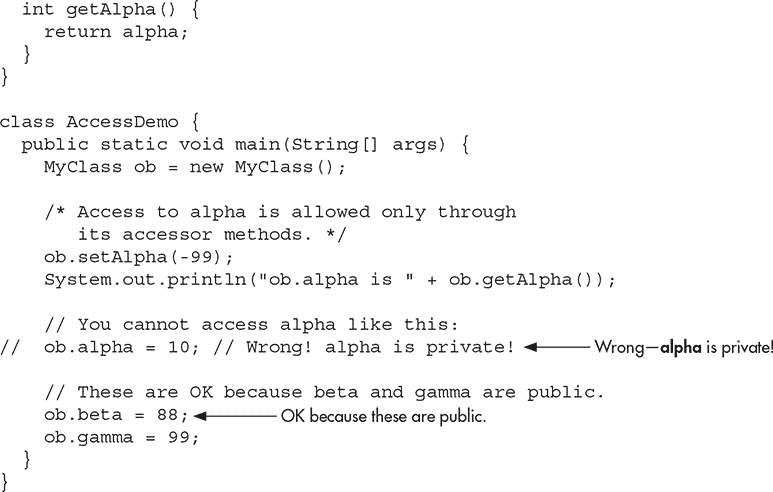 int getAlpha() {
    return alpha;
  }
}

class AccessDemo {
  public static void main(String[] args) {
    MyClass ob = new MyClass();

    /* Access to alpha is allowed only through
       its accessor methods. */
    ob.setAlpha(-99);
    System.out.println("ob.alpha is " + ob.getAlpha());

    // You cannot access alpha like this:
//  ob.alpha = 10; // Wrong! alpha is private! Wrong—alpha is private!

    // These are OK because beta and gamma are public.
    ob.beta = 88; OK because these are public.
    ob.gamma = 99;
  }
}